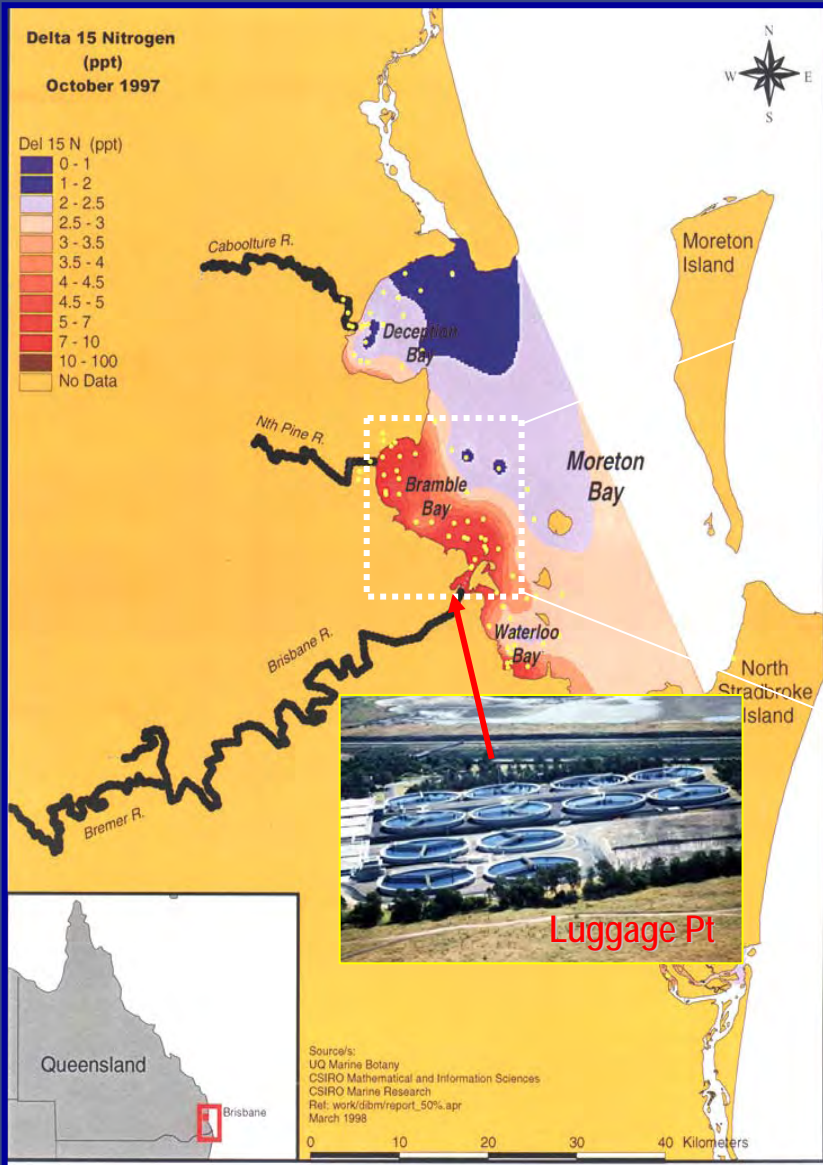 Delta 15 Nitrogen
(ppt)
October 1997
N
W
E
S
Del 15 N (ppt)
0 - 1
1 - 2
2 - 2.5
2.5 - 3
3 - 3.5
3.5 - 4
4 - 4.5
4.5 - 5
5 - 7
7 - 10
10 - 100
No Data
Caboolture R.
Moreton
Island
Deception
Bay
Nth Pine R.
Moreton
Bay
Bramble
Bay
Brisbane R.
Waterloo
Bay
North
Stradbroke
Island
Bremer R.
Luggage Pt
Queensland
Brisbane
Source/s:
UQ Marine Botany
CSIRO Mathematical and Information Sciences
CSIRO Marine Research
Ref: work/dibm/report_50%.apr
March 1998
0 10 20 30 40 Kilometers